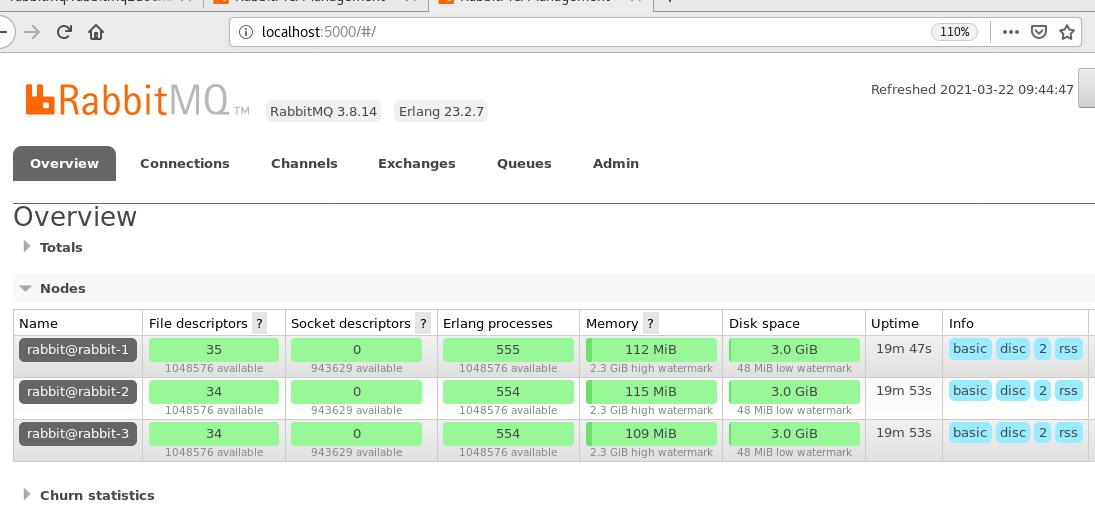 localhost:5000/#/
110%
RabbitMQ TM
RabbitMQ 3.8.14
Erlang 23.2.7
Refreshed 2021-03-22 09:44:47
Overview Connections Channels Exchanges Queues Admin
Overview
Totals
Nodes
Name File descriptors ? Socket descriptors ? Erlang processes Memory ? Disk space Uptime Info
rabbit@rabbit-1 35 0 555 112 MiB 3.0 GiB 19m 47s basic disc 2 rss
1048576 available 943629 available 1048576 available 2.3 GiB high watermark 48 MiB low watermark
rabbit@rabbit-2 34 0 554 115 MiB 3.0 GiB 19m 53s basic disc 2 rss
1048576 available 943629 available 1048576 available 2.3 GiB high watermark 48 MiB low watermark
rabbit@rabbit-3 34 0 554 109 MiB 3.0 GiB 19m 53s basic disc 2 rss
1048576 available 943629 available 1048576 available 2.3 GiB high watermark 48 MiB low watermark
Churn statistics